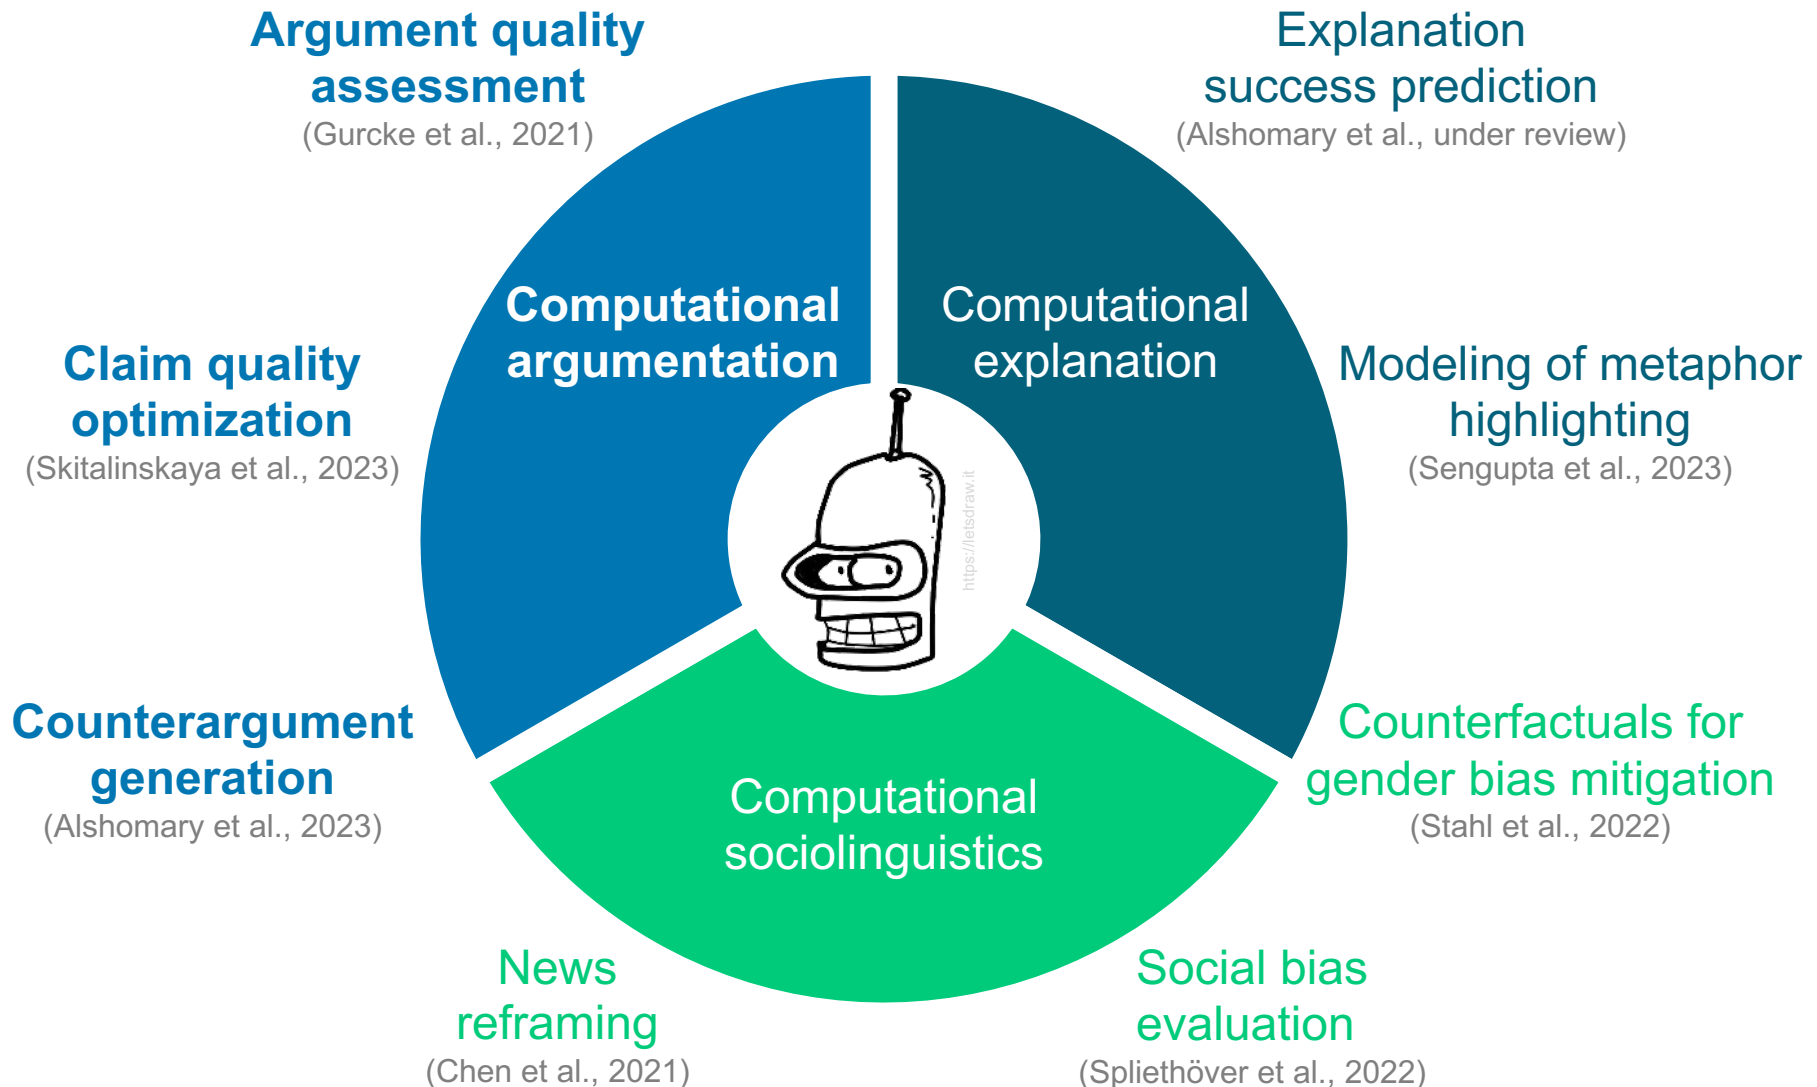 Argument quality
assessment
(Gurcke et al., 2021)
Explanation
success prediction
(Alshomary et al., under review)
Computational
argumentation
Computational
explanation
Claim quality
optimization
(Skitalinskaya et al., 2023)
Modeling of metaphor
highlighting
(Sengupta et al., 2023)
https://letsdraw.it
Counterargument
generation
(Alshomary et al., 2023)
Computational
sociolinguistics
Counterfactuals for
gender bias mitigation
(Stahl et al., 2022)
News
reframing
(Chen et al., 2021)
Social bias
evaluation
(Spliethöver et al., 2022)